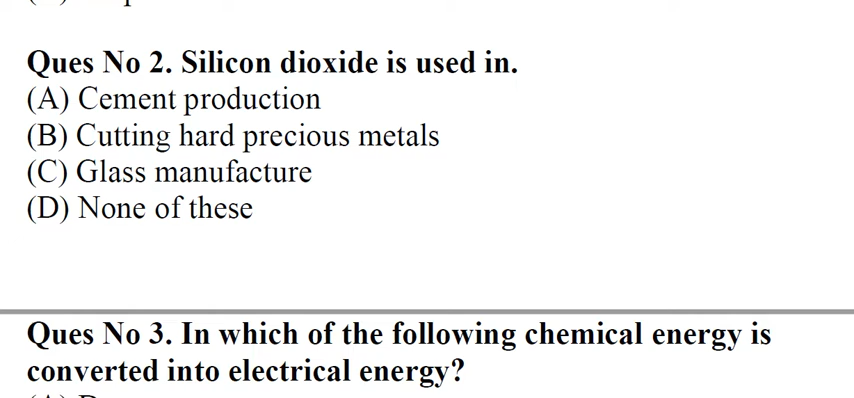 Ques No 2. Silicon dioxide is used in.
(A) Cement production
(B) Cutting hard precious metals
(C) Glass manufacture
(D) None of these
Ques No 3. In which of the following chemical energy is
converted into electrical energy?